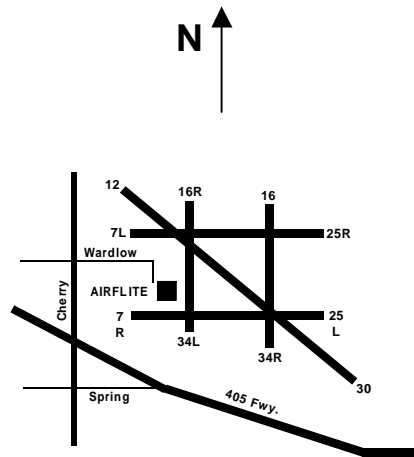 N
12
16R
16
7L
25R
Wardlow
Cherry
AIRFLITE
7
R
25
L
34L
34R
30
Spring
405 Fwy.